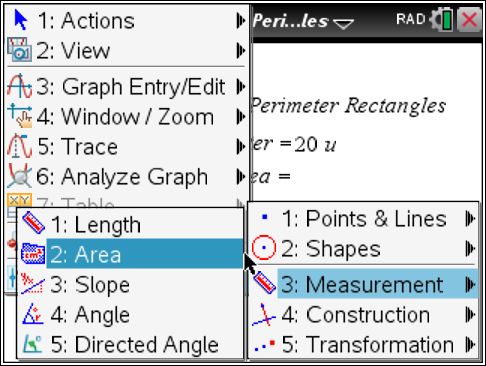 1: Actions
2: View
3: Graph Entry/Edit
4: Window / Zoom
5: Trace
6: Analyze Graph
7: Table
1: Length
2: Area
3: Slope
4: Angle
5: Directed Angle
1: Points & Lines
2: Shapes
3: Measurement
4: Construction
5: Transformation
Peri...les RAD
Perimeter Rectangles
ter = 20 u
ea =